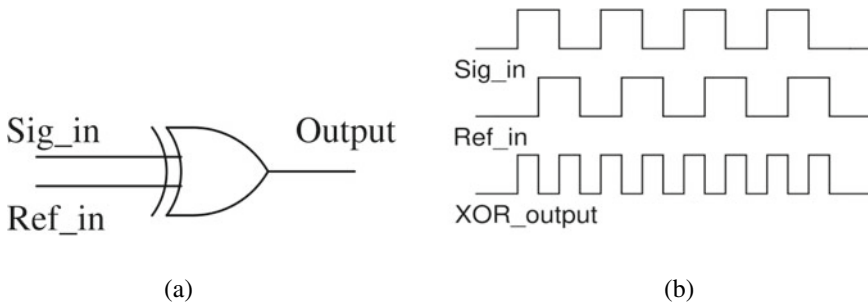 Sig_in
Output
Ref_in
Sig_in
Ref_in
XOR_output
(a)
(b)